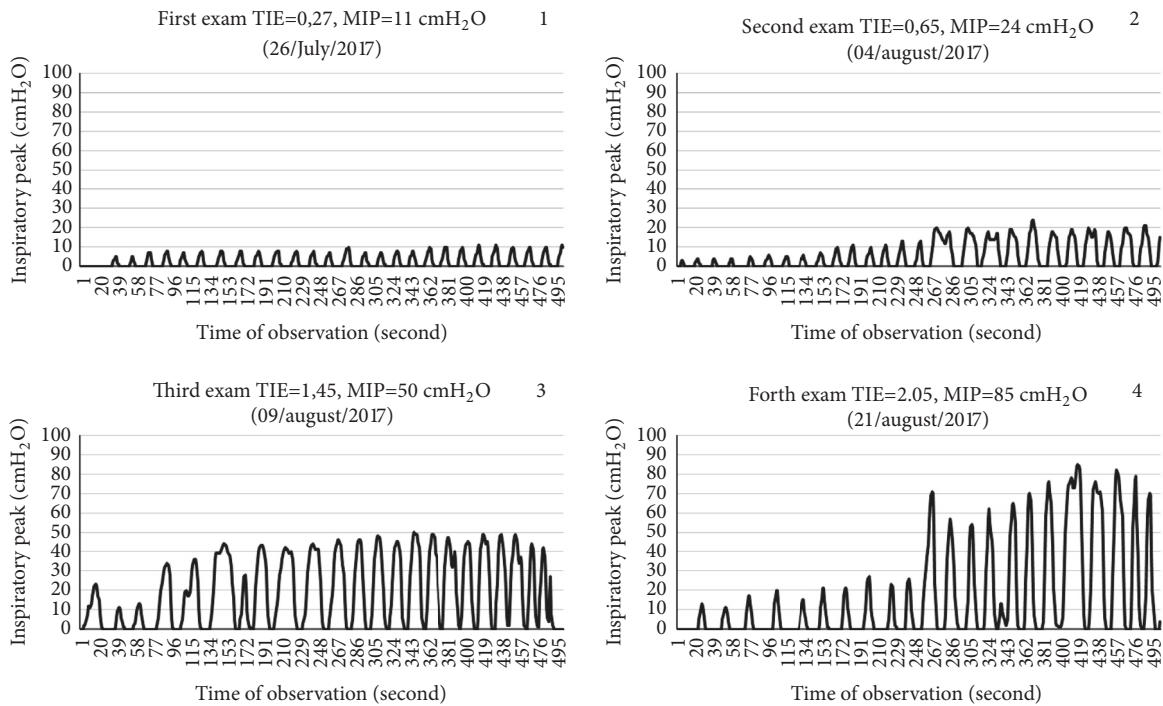 First exam TIE=0,27, MIP=11 cmH₂O
1
(26/July/2017)
Inspiratory peak (cmH₂O)
100
90
80
70
60
50
40
30
20
10
0
1 20 39 58 77 96 115 134 153 172 191 210 229 248 267 286 305 324 343 362 381 400 419 438 457 476 495
Time of observation (second)
Second exam TIE=0,65, MIP=24 cmH₂O
2
(04/august/2017)
Inspiratory peak (cmH₂O)
100
90
80
70
60
50
40
30
20
10
0
1 20 39 58 77 96 115 134 153 172 191 210 229 248 267 286 305 324 343 362 381 400 419 438 457 476 495
Time of observation (second)
Third exam TIE=1,45, MIP=50 cmH₂O
3
(09/august/2017)
Inspiratory peak (cmH₂O)
100
90
80
70
60
50
40
30
20
10
0
1 20 39 58 77 96 115 134 153 172 191 210 229 248 267 286 305 324 343 362 381 400 419 438 457 476 495
Time of observation (second)
Forth exam TIE=2.05, MIP=85 cmH₂O
4
(21/august/2017)
Inspiratory peak (cmH₂O)
100
90
80
70
60
50
40
30
20
10
0
1 20 39 58 77 96 115 134 153 172 191 210 229 248 267 286 305 324 343 362 381 400 419 438 457 476 495
Time of observation (second)